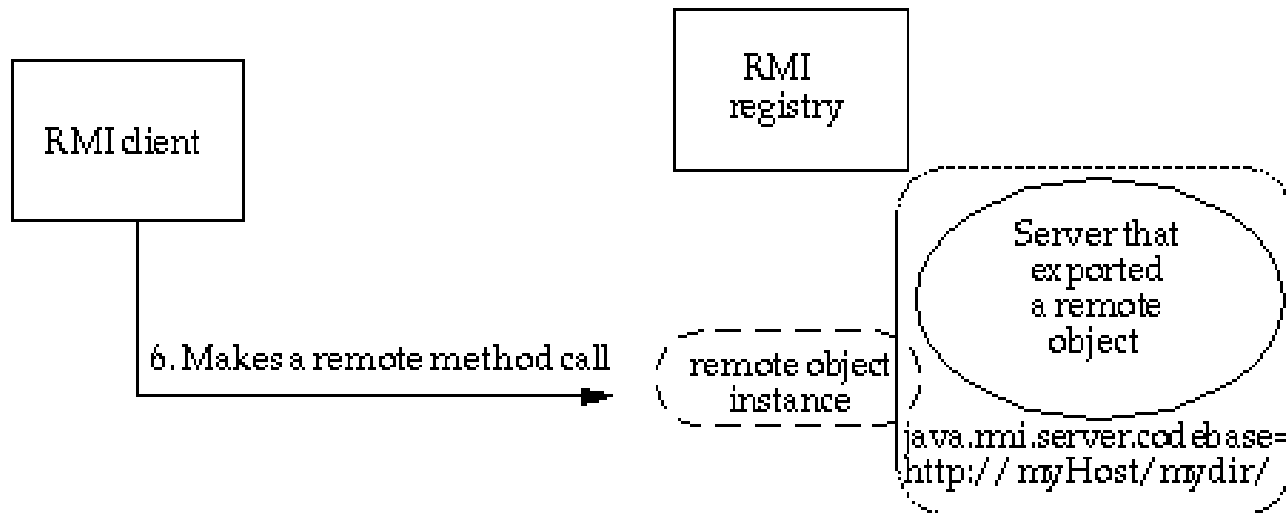 RMI client
RMI
registry
Server that
exported
a remote
object
6. Makes a remote method call
remote object
instance
java.rmi.server.codebase=
http://myHost/mydir/